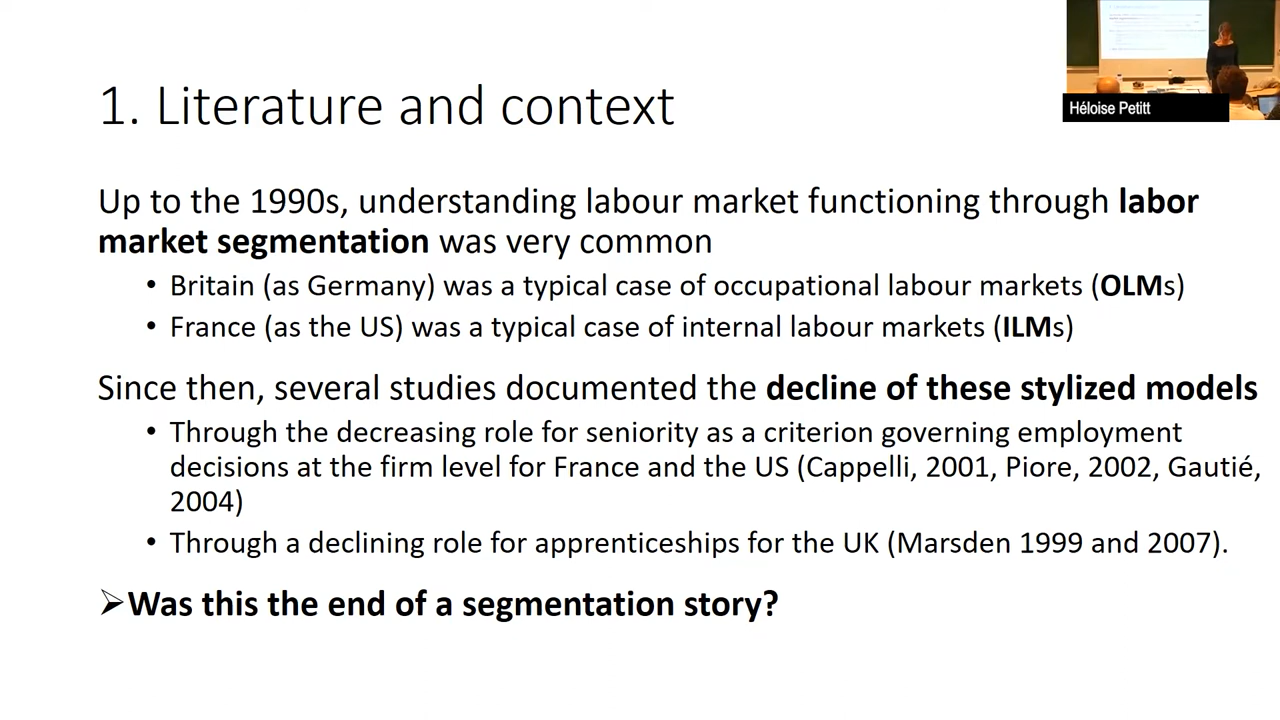 Héloise Petitt
1. Literature and context
Up to the 1990s, understanding labour market functioning through labor
market segmentation was very common
• Britain (as Germany) was a typical case of occupational labour markets (OLMs)
• France (as the US) was a typical case of internal labour markets (ILMs)
Since then, several studies documented the decline of these stylized models
• Through the decreasing role for seniority as a criterion governing employment
decisions at the firm level for France and the US (Cappelli, 2001, Piore, 2002, Gautié,
2004)
• Through a declining role for apprenticeships for the UK (Marsden 1999 and 2007).
➢Was this the end of a segmentation story?